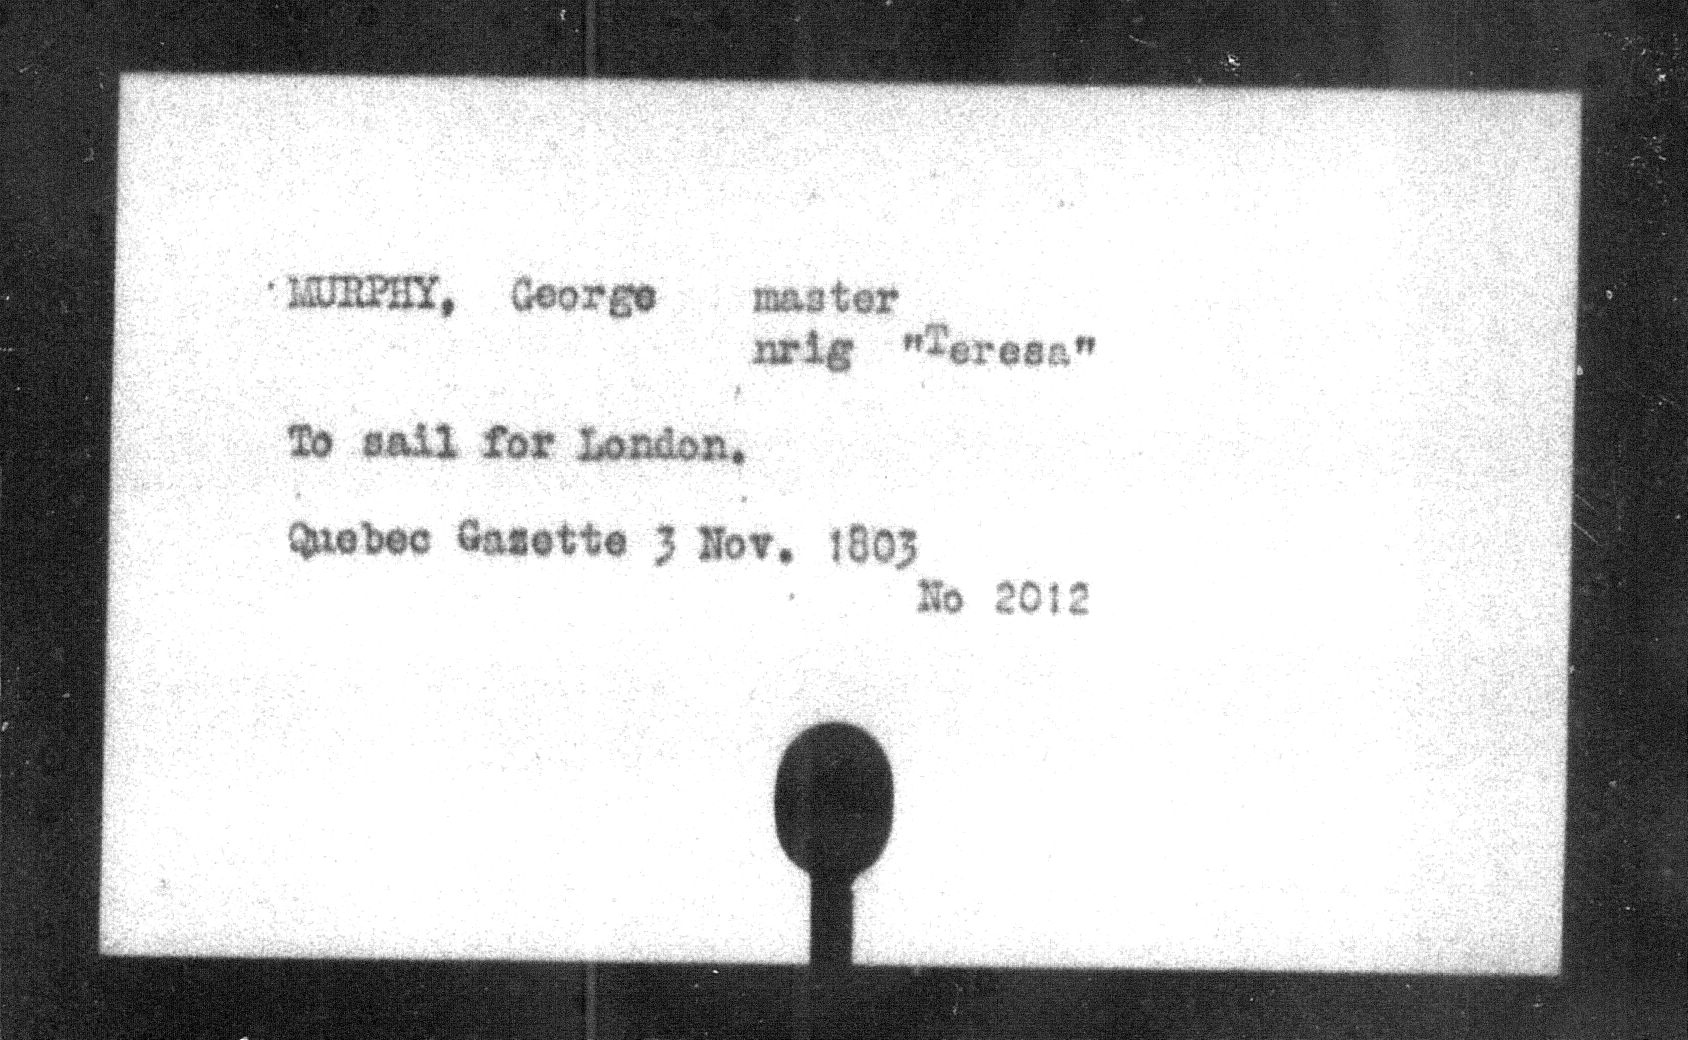 MURPHY, George master
nrig "Teresa"
To sail for London.
Quebec Gazette 3 Nov. 1803
No 2012